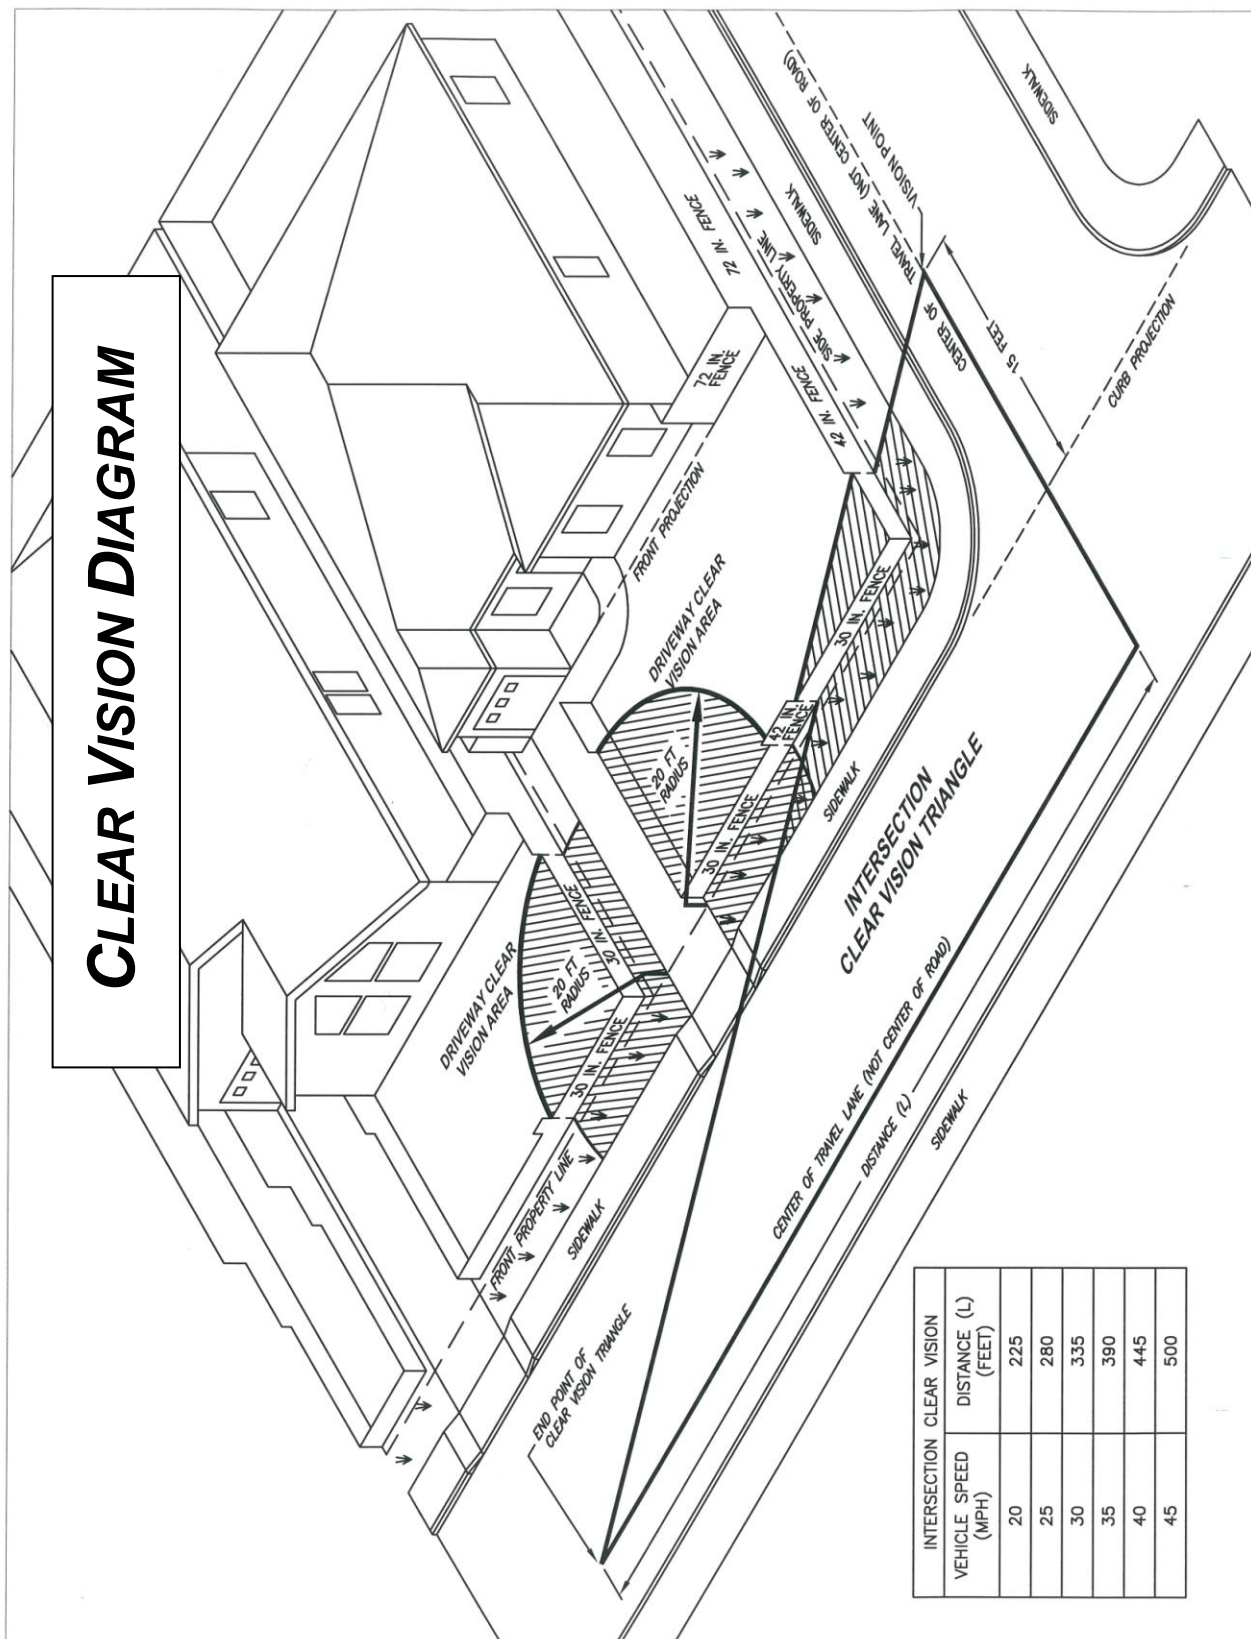 CLEAR VISION DIAGRAM
SIDEWALK
TRAVEL LANE (NOT CENTER OF ROAD)
CENTER OF
VISION POINT
15 FEET
CURB PROJECTION
SIDEWALK
SIDE PROPERTY LINE
72 IN. FENCE
72 IN.
FENCE
42 IN. FENCE
FRONT PROJECTION
DRIVEWAY CLEAR
VISION AREA
20 FT
RADIUS
30 IN. FENCE
42 IN.
FENCE
30 IN. FENCE
SIDEWALK
INTERSECTION
CLEAR VISION TRIANGLE
DRIVEWAY CLEAR
VISION AREA
20 FT
RADIUS
30 IN. FENCE
30 IN. FENCE
FRONT PROPERTY LINE
SIDEWALK
END POINT OF
CLEAR VISION TRIANGLE
CENTER OF TRAVEL LANE (NOT CENTER OF ROAD)
DISTANCE (L)
SIDEWALK
INTERSECTION CLEAR VISION
VEHICLE SPEED (MPH) DISTANCE (L) (FEET)
20 225
25 280
30 335
35 390
40 445
45 500